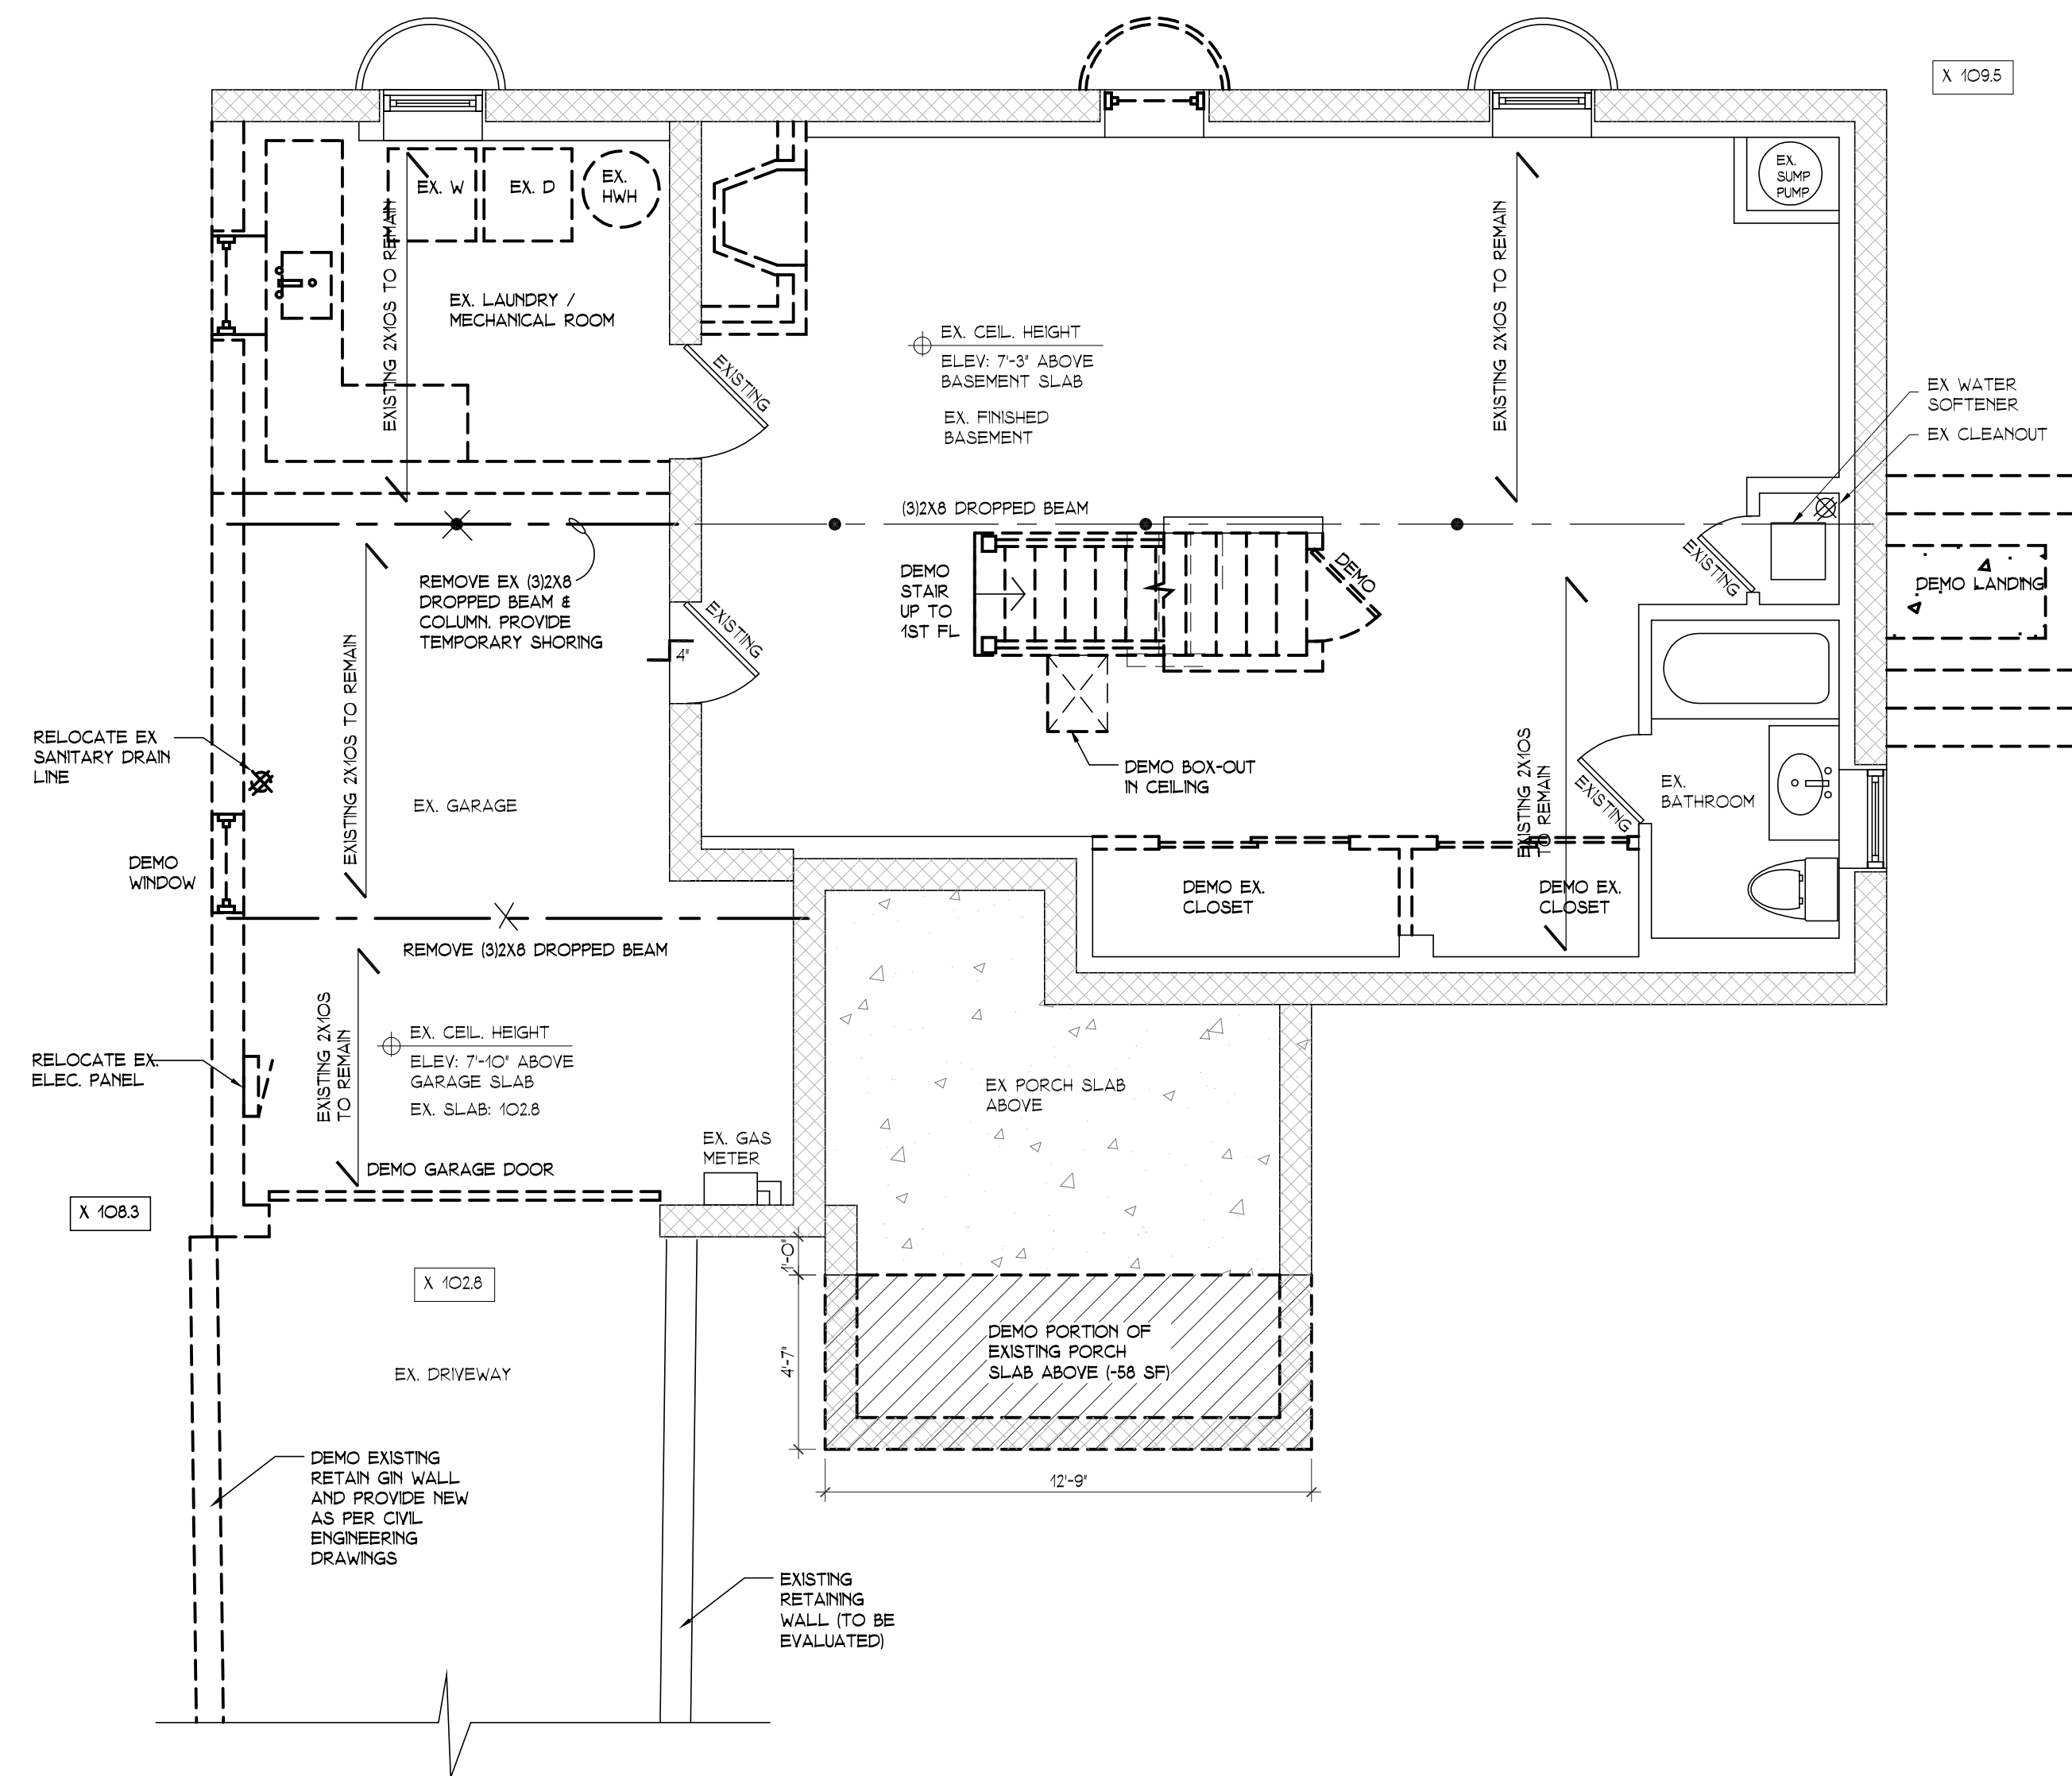 X 109.5
EX. W
EX. D
EX.
HWH
EX.
SUMP
PUMP
EXISTING 2X10S TO REMAIN
EX. LAUNDRY /
MECHANICAL ROOM
EXISTING
EX. CEIL. HEIGHT
ELEV: 7'-3" ABOVE
BASEMENT SLAB
EX. FINISHED
BASEMENT
EXISTING 2X10S TO REMAIN
EX WATER
SOFTENER
EX CLEANOUT
(3)2X8 DROPPED BEAM
EXISTING
DEMO LANDING
REMOVE EX (3)2X8
DROPPED BEAM &
COLUMN. PROVIDE
TEMPORARY SHORING
EXISTING
4"
DEMO
STAIR
UP TO
1ST FL
DEMO
EXISTING 2X10S TO REMAIN
RELOCATE EX
SANITARY DRAIN
LINE
EX. GARAGE
DEMO BOX-OUT
IN CEILING
EXISTING 2X10S
TO REMAIN
EXISTING
EX.
BATHROOM
DEMO
WINDOW
DEMO EX.
CLOSET
DEMO EX.
CLOSET
REMOVE (3)2X8 DROPPED BEAM
EXISTING 2X10S
TO REMAIN
EX. CEIL. HEIGHT
ELEV: 7'-10" ABOVE
GARAGE SLAB
EX. SLAB: 102.8
RELOCATE EX.
ELEC. PANEL
EX PORCH SLAB
ABOVE
EX. GAS
METER
DEMO GARAGE DOOR
X 108.3
1'-0"
X 102.8
4'-7"
DEMO PORTION OF
EXISTING PORCH
SLAB ABOVE (-58 SF)
EX. DRIVEWAY
12'-9"
DEMO EXISTING
RETAIN GIN WALL
AND PROVIDE NEW
AS PER CIVIL
ENGINEERING
DRAWINGS
EXISTING
RETAINING
WALL (TO BE
EVALUATED)